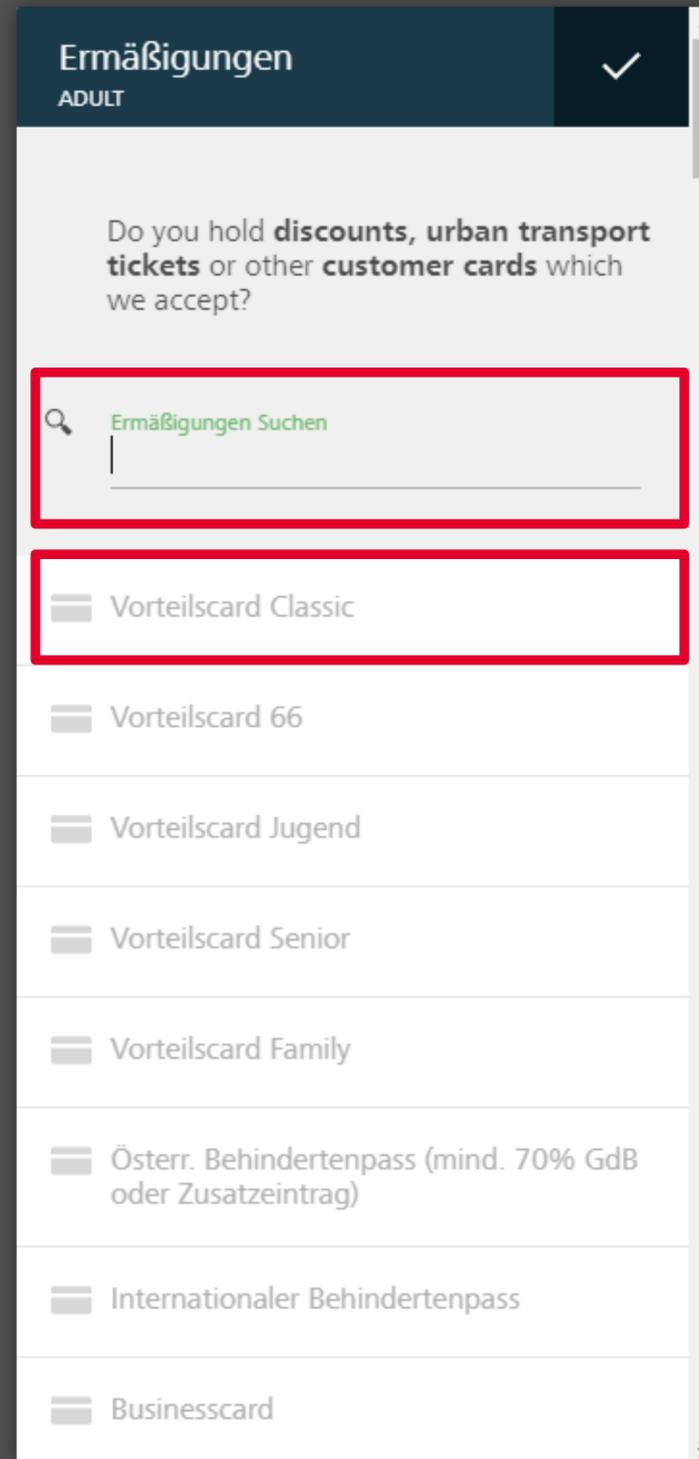 Ermäßigungen
ADULT
Do you hold discounts, urban transport
tickets or other customer cards which
we accept?
Ermäßigungen Suchen
Vorteilscard Classic
Vorteilscard 66
Vorteilscard Jugend
Vorteilscard Senior
Vorteilscard Family
Österr. Behindertenpass (mind. 70% GdB
oder Zusatzeintrag)
Internationaler Behindertenpass
Businesscard